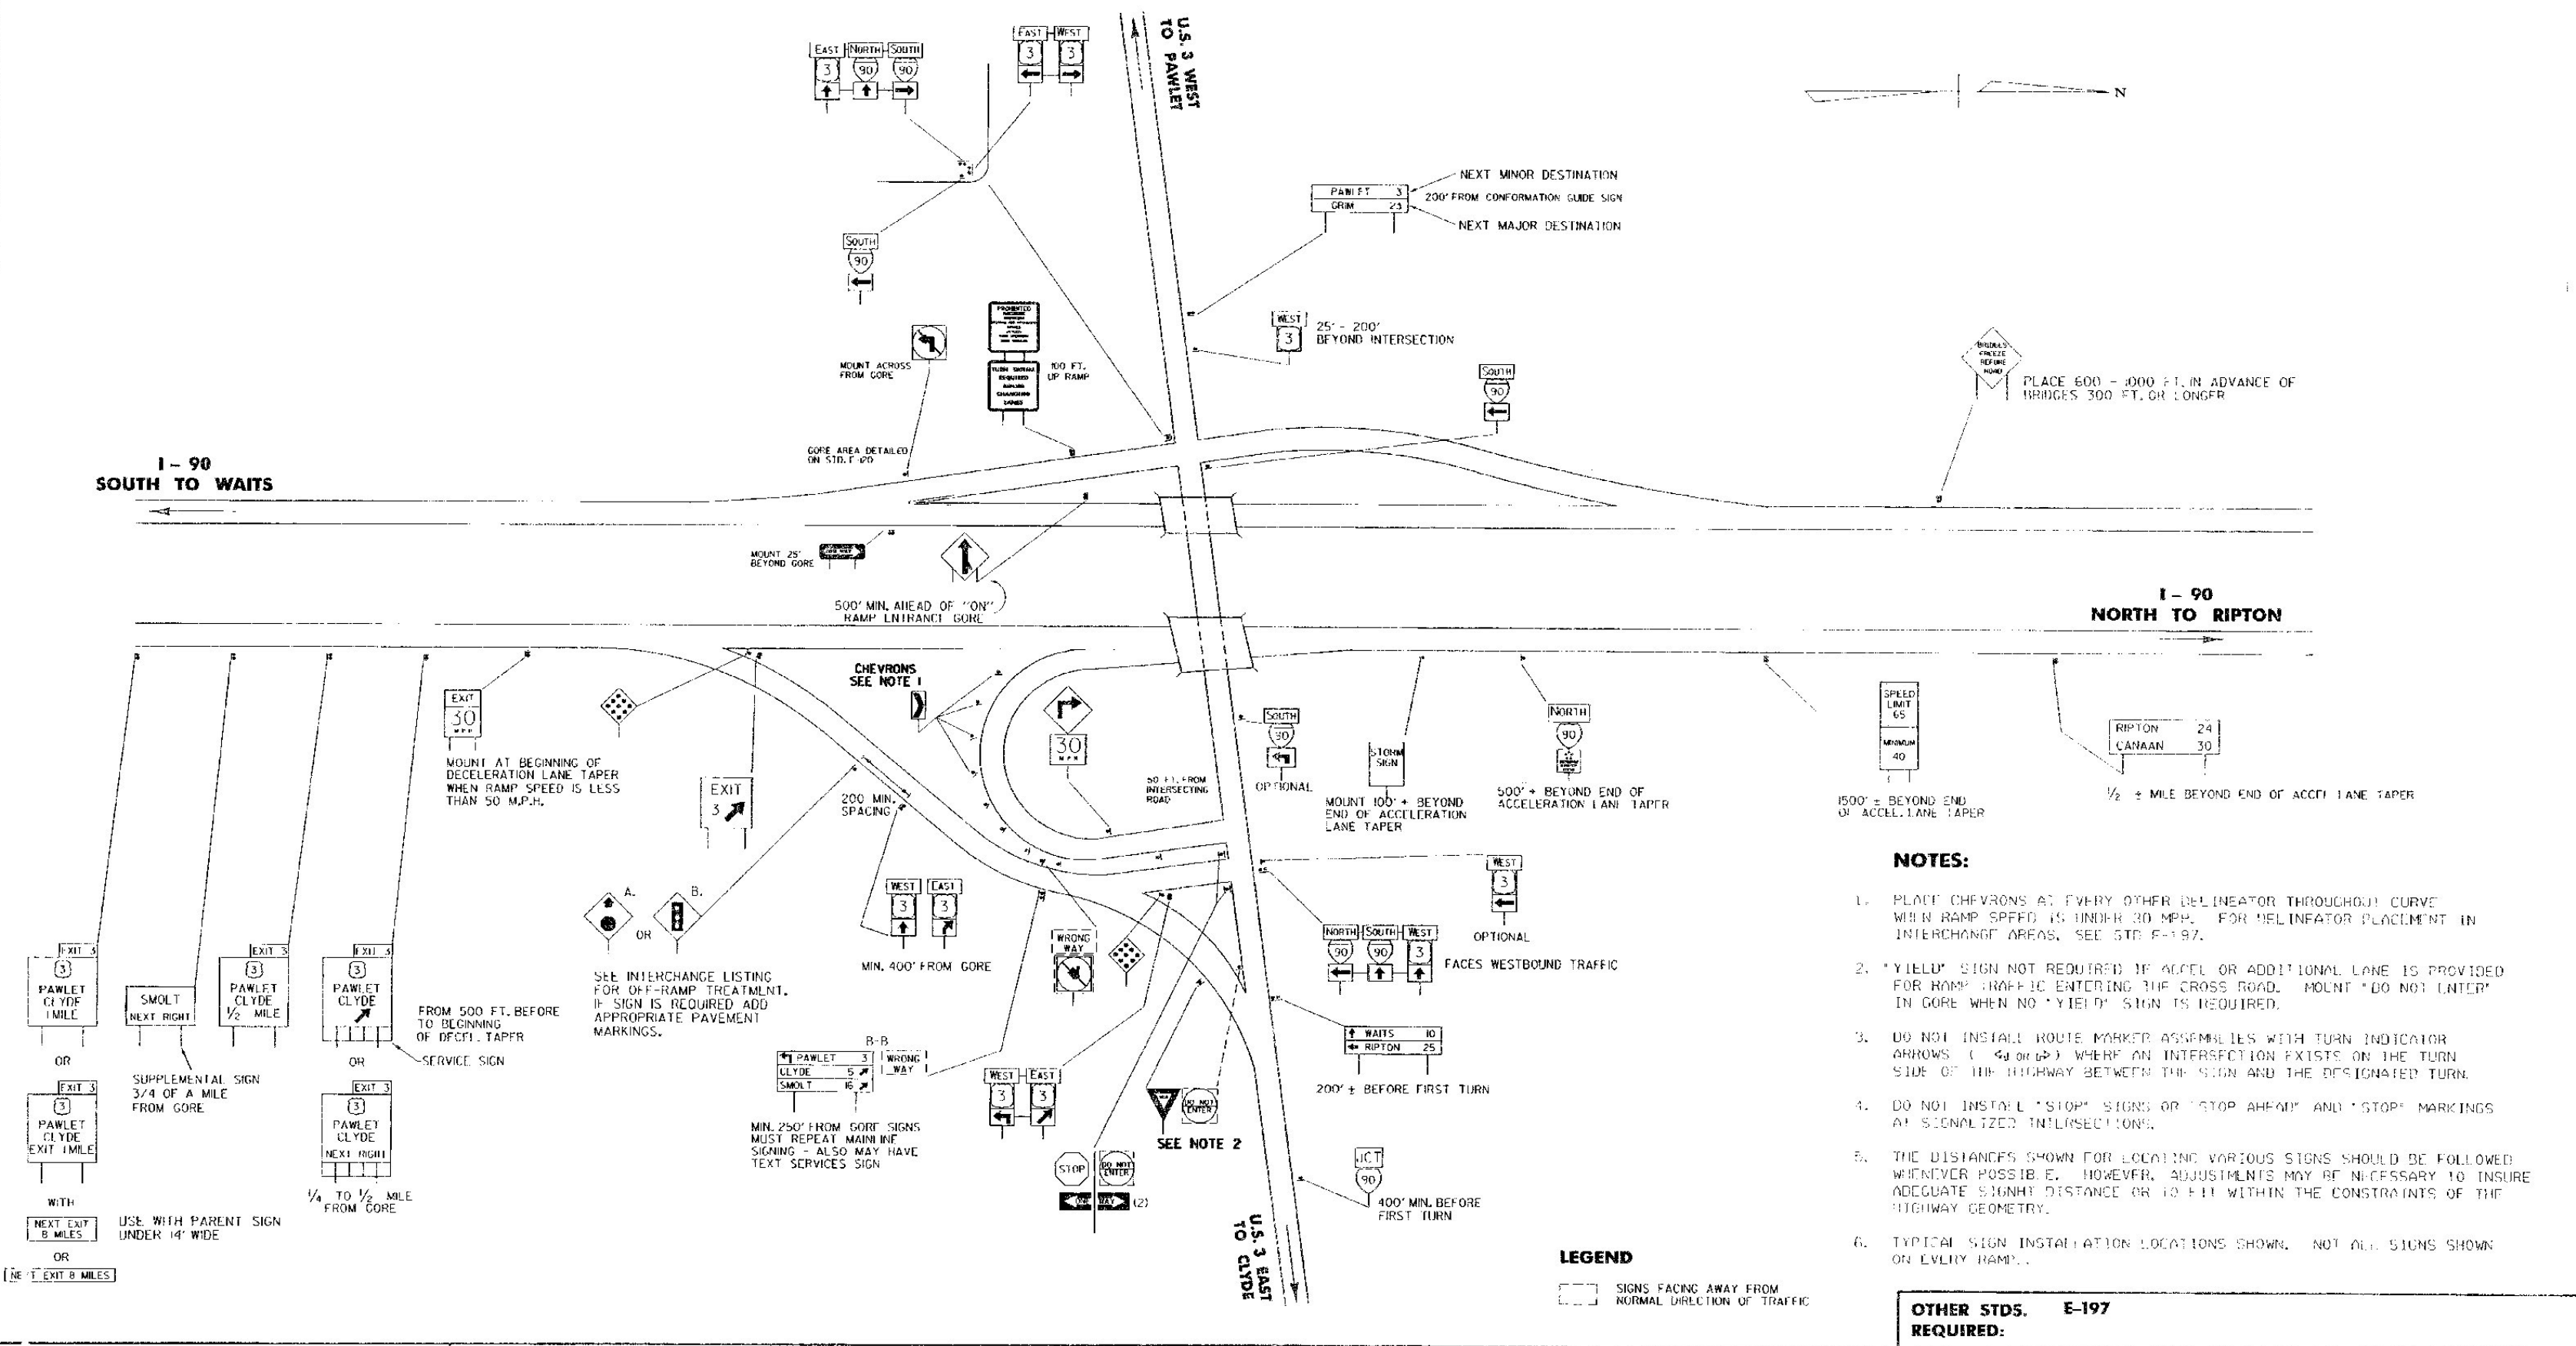 EAST NORTH SOUTH
3 90 90
EAST WEST
3 3
U.S. 3 WEST
TO PAWLET
N
PAWLET 3
GRIM 23
NEXT MINOR DESTINATION
200' FROM CONFORMATION GUIDE SIGN
NEXT MAJOR DESTINATION
SOUTH
90
PROHIBITED
TURN SIGNAL
REQUIRED
CHANGING
LANES
100 FT.
UP RAMP
MOUNT ACROSS
FROM GORE
WEST
3
25' - 200'
BEYOND INTERSECTION
SOUTH
90
BRIDGES
FREEZE
BEFORE
ROAD
PLACE 600 - 1000 FT. IN ADVANCE OF
BRIDGES 300 FT. OR LONGER
GORE AREA DETAILED
ON STD. E-120
I - 90
SOUTH TO WAITS
MOUNT 25'
BEYOND GORE
500' MIN. AHEAD OF "ON"
RAMP ENTRANCE GORE
I - 90
NORTH TO RIPTON
EXIT
30
MPH
MOUNT AT BEGINNING OF
DECELERATION LANE TAPER
WHEN RAMP SPEED IS LESS
THAN 50 M.P.H.
CHEVRONS
SEE NOTE 1
EXIT
3
200 MIN.
SPACING
30
MPH
50 FT. FROM
INTERSECTING
ROAD
SOUTH
90
OPTIONAL
STORM
SIGN
MOUNT 100' + BEYOND
END OF ACCELERATION
LANE TAPER
NORTH
90
500' + BEYOND END OF
ACCELERATION LANE TAPER
SPEED
LIMIT
65
MINIMUM
40
1500' ± BEYOND END
OF ACCEL. LANE TAPER
RIPTON 24
CANAAN 30
1/2 ± MILE BEYOND END OF ACCEL LANE TAPER
A. B.
OR
SEE INTERCHANGE LISTING
FOR OFF-RAMP TREATMENT.
IF SIGN IS REQUIRED ADD
APPROPRIATE PAVEMENT
MARKINGS.
WEST EAST
3 3
MIN. 400' FROM GORE
WRONG
WAY
WEST
3
OPTIONAL
NORTH SOUTH WEST
90 90 3
FACES WESTBOUND TRAFFIC
EXIT 3
3
PAWLET
CLYDE
1 MILE
OR
EXIT 3
3
PAWLET
CLYDE
EXIT 1 MILE
WITH
NEXT EXIT
8 MILES
USE WITH PARENT SIGN
UNDER 14' WIDE
OR
NEXT EXIT 8 MILES
SMOLT
NEXT RIGHT
SUPPLEMENTAL SIGN
3/4 OF A MILE
FROM GORE
EXIT 3
3
PAWLET
CLYDE
1/2 MILE
EXIT 3
3
PAWLET
CLYDE
FROM 500 FT. BEFORE
TO BEGINNING
OF DECEL. TAPER
SERVICE SIGN
OR
EXIT 3
3
PAWLET
CLYDE
NEXT RIGHT
1/4 TO 1/2 MILE
FROM GORE
B-B
PAWLET 3
CLYDE 5
SMOLT 16
WRONG
WAY
MIN. 250' FROM GORE SIGNS
MUST REPEAT MAINLINE
SIGNING - ALSO MAY HAVE
TEXT SERVICES SIGN
WEST EAST
3 3
STOP
DO NOT
ENTER
ONE WAY (2)
DO NOT
ENTER
SEE NOTE 2
WAITS 10
RIPTON 25
200' ± BEFORE FIRST TURN
JCT
90
400' MIN. BEFORE
FIRST TURN
U.S. 3 EAST
TO CLYDE
LEGEND
SIGNS FACING AWAY FROM
NORMAL DIRECTION OF TRAFFIC
NOTES:
1. PLACE CHEVRONS AT EVERY OTHER DELINEATOR THROUGHOUT CURVE
WHEN RAMP SPEED IS UNDER 30 MPH. FOR DELINEATOR PLACEMENT IN
INTERCHANGE AREAS, SEE STD E-197.
2. "YIELD" SIGN NOT REQUIRED IF ACCEL OR ADDITIONAL LANE IS PROVIDED
FOR RAMP TRAFFIC ENTERING THE CROSS ROAD. MOUNT "DO NOT ENTER"
IN GORE WHEN NO "YIELD" SIGN IS REQUIRED.
3. DO NOT INSTALL ROUTE MARKER ASSEMBLIES WITH TURN INDICATOR
ARROWS ( OR ) WHERE AN INTERSECTION EXISTS ON THE TURN
SIDE OF THE HIGHWAY BETWEEN THE SIGN AND THE DESIGNATED TURN.
4. DO NOT INSTALL "STOP" SIGNS OR "STOP AHEAD" AND "STOP" MARKINGS
AT SIGNALIZED INTERSECTIONS.
5. THE DISTANCES SHOWN FOR LOCATING VARIOUS SIGNS SHOULD BE FOLLOWED
WHENEVER POSSIBLE. HOWEVER, ADJUSTMENTS MAY BE NECESSARY TO INSURE
ADEQUATE SIGHT DISTANCE OR TO FIT WITHIN THE CONSTRAINTS OF THE
HIGHWAY GEOMETRY.
6. TYPICAL SIGN INSTALLATION LOCATIONS SHOWN. NOT ALL SIGNS SHOWN
ON EVERY RAMP.
OTHER STDS. E-197
REQUIRED: